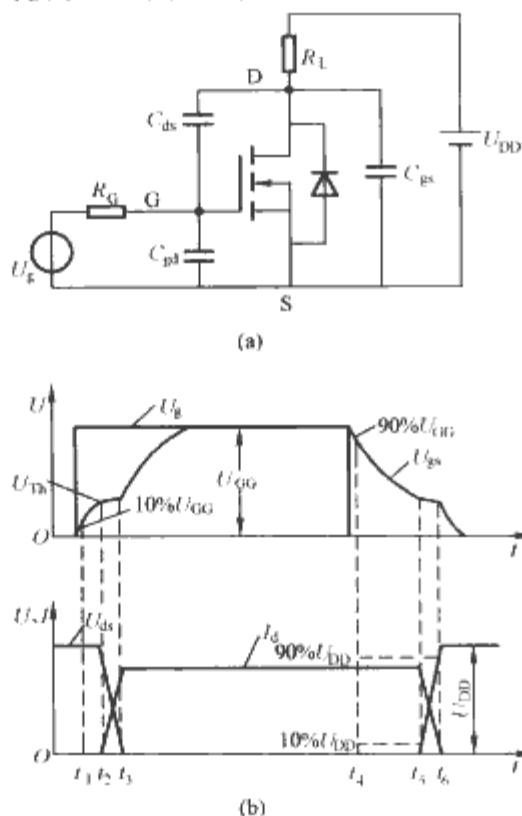 R_L
D
C_ds
U_DD
C_gs
R_G
G
U_g
C_gd
S
(a)
U
U_g
90%U_GG
U_gs
U_Th
10%U_GG
U_GG
O
t
U,I
U_ds
I_d
90%U_DD
U_DD
10%U_DD
O
t_1 t_2 t_3 t_4 t_5 t_6 t
(b)